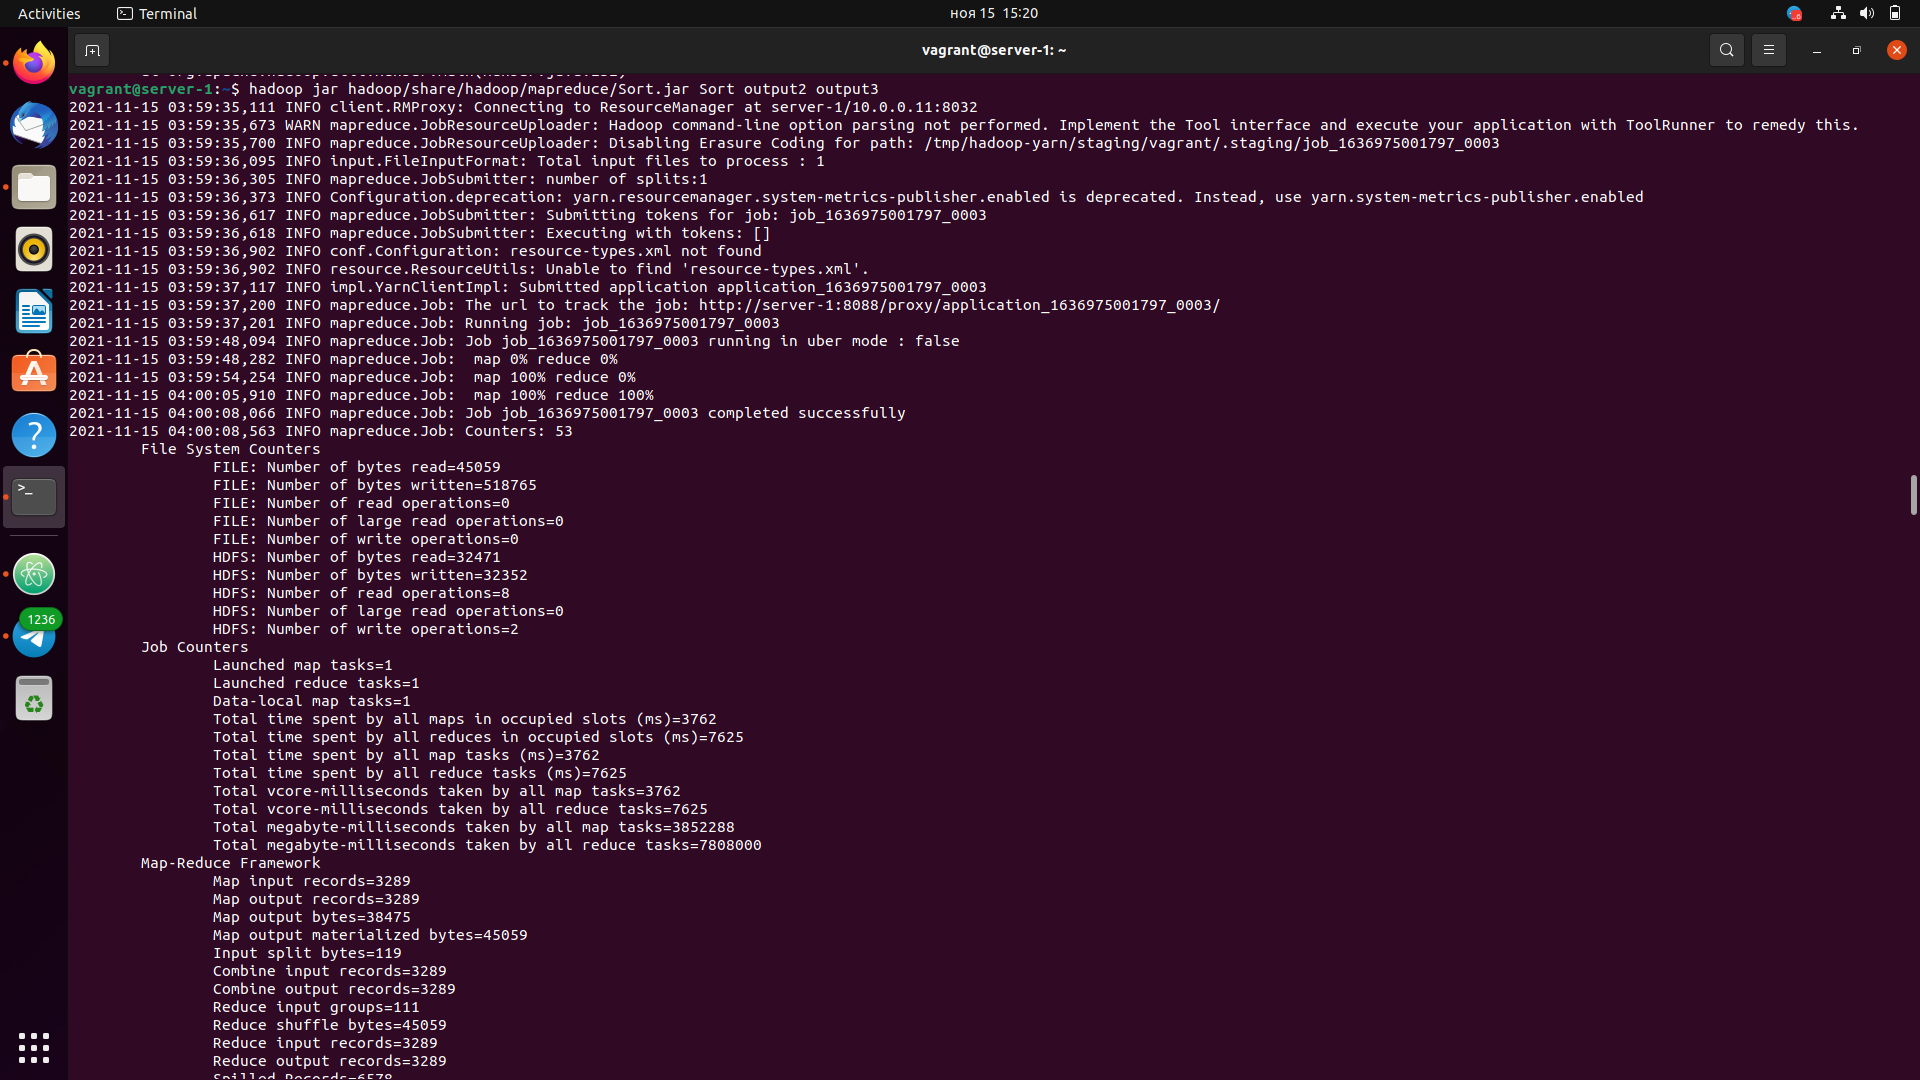 Activities
Terminal
ноя 15 15:20
vagrant@server-1: ~
vagrant@server-1:~$ hadoop jar hadoop/share/hadoop/mapreduce/Sort.jar Sort output2 output3
2021-11-15 03:59:35,111 INFO client.RMProxy: Connecting to ResourceManager at server-1/10.0.0.11:8032
2021-11-15 03:59:35,673 WARN mapreduce.JobResourceUploader: Hadoop command-line option parsing not performed. Implement the Tool interface and execute your application with ToolRunner to remedy this.
2021-11-15 03:59:35,700 INFO mapreduce.JobResourceUploader: Disabling Erasure Coding for path: /tmp/hadoop-yarn/staging/vagrant/.staging/job_1636975001797_0003
2021-11-15 03:59:36,095 INFO input.FileInputFormat: Total input files to process : 1
2021-11-15 03:59:36,305 INFO mapreduce.JobSubmitter: number of splits:1
2021-11-15 03:59:36,373 INFO Configuration.deprecation: yarn.resourcemanager.system-metrics-publisher.enabled is deprecated. Instead, use yarn.system-metrics-publisher.enabled
2021-11-15 03:59:36,617 INFO mapreduce.JobSubmitter: Submitting tokens for job: job_1636975001797_0003
2021-11-15 03:59:36,618 INFO mapreduce.JobSubmitter: Executing with tokens: []
2021-11-15 03:59:36,902 INFO conf.Configuration: resource-types.xml not found
2021-11-15 03:59:36,902 INFO resource.ResourceUtils: Unable to find 'resource-types.xml'.
2021-11-15 03:59:37,117 INFO impl.YarnClientImpl: Submitted application application_1636975001797_0003
2021-11-15 03:59:37,200 INFO mapreduce.Job: The url to track the job: http://server-1:8088/proxy/application_1636975001797_0003/
2021-11-15 03:59:37,201 INFO mapreduce.Job: Running job: job_1636975001797_0003
2021-11-15 03:59:48,094 INFO mapreduce.Job: Job job_1636975001797_0003 running in uber mode : false
2021-11-15 03:59:48,282 INFO mapreduce.Job:  map 0% reduce 0%
2021-11-15 03:59:54,254 INFO mapreduce.Job:  map 100% reduce 0%
2021-11-15 04:00:05,910 INFO mapreduce.Job:  map 100% reduce 100%
2021-11-15 04:00:08,066 INFO mapreduce.Job: Job job_1636975001797_0003 completed successfully
2021-11-15 04:00:08,563 INFO mapreduce.Job: Counters: 53
File System Counters
FILE: Number of bytes read=45059
FILE: Number of bytes written=518765
FILE: Number of read operations=0
FILE: Number of large read operations=0
FILE: Number of write operations=0
HDFS: Number of bytes read=32471
HDFS: Number of bytes written=32352
HDFS: Number of read operations=8
HDFS: Number of large read operations=0
HDFS: Number of write operations=2
Job Counters
Launched map tasks=1
Launched reduce tasks=1
Data-local map tasks=1
Total time spent by all maps in occupied slots (ms)=3762
Total time spent by all reduces in occupied slots (ms)=7625
Total time spent by all map tasks (ms)=3762
Total time spent by all reduce tasks (ms)=7625
Total vcore-milliseconds taken by all map tasks=3762
Total vcore-milliseconds taken by all reduce tasks=7625
Total megabyte-milliseconds taken by all map tasks=3852288
Total megabyte-milliseconds taken by all reduce tasks=7808000
Map-Reduce Framework
Map input records=3289
Map output records=3289
Map output bytes=38475
Map output materialized bytes=45059
Input split bytes=119
Combine input records=3289
Combine output records=3289
Reduce input groups=111
Reduce shuffle bytes=45059
Reduce input records=3289
Reduce output records=3289
Spilled Records=6578
1236